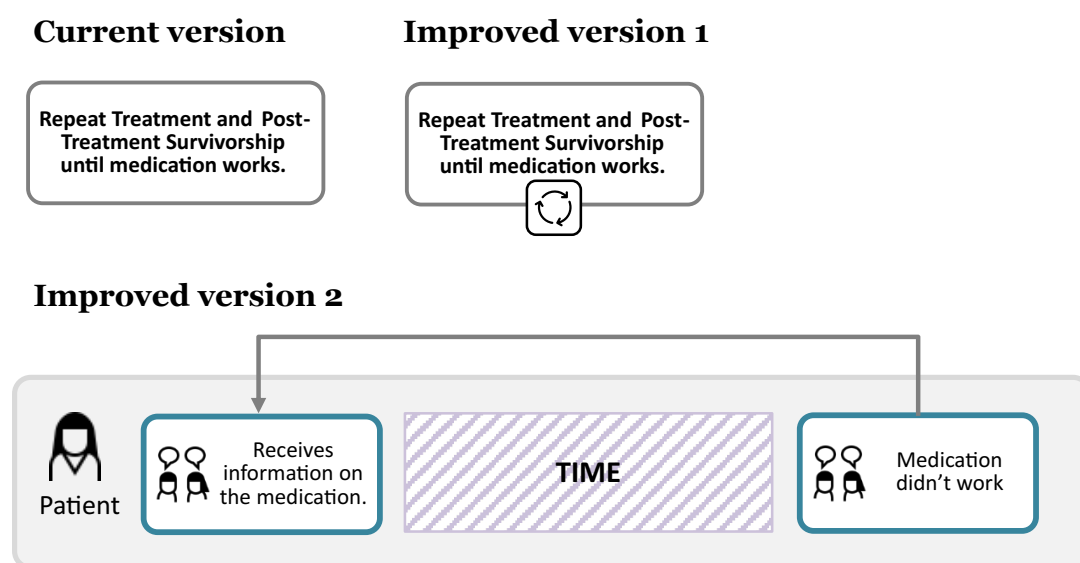 Current version
Improved version 1
Repeat Treatment and Post-
Treatment Survivorship
until medication works.
Repeat Treatment and Post-
Treatment Survivorship
until medication works.
Improved version 2
Patient
Receives
information on
the medication.
TIME
Medication
didn't work